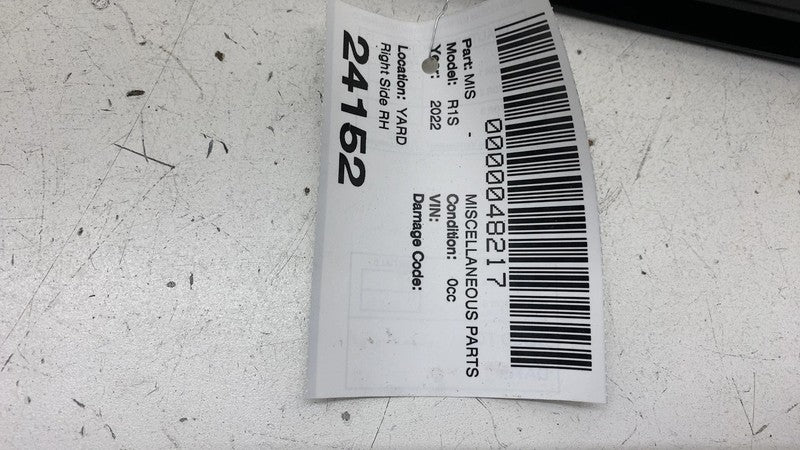 0000048217
Part: MIS - MISCELLANEOUS PARTS
Model: R1S Condition: 0cc
Year: 2022 VIN:
Damage Code:
Location: YARD
Right Side RH
24152